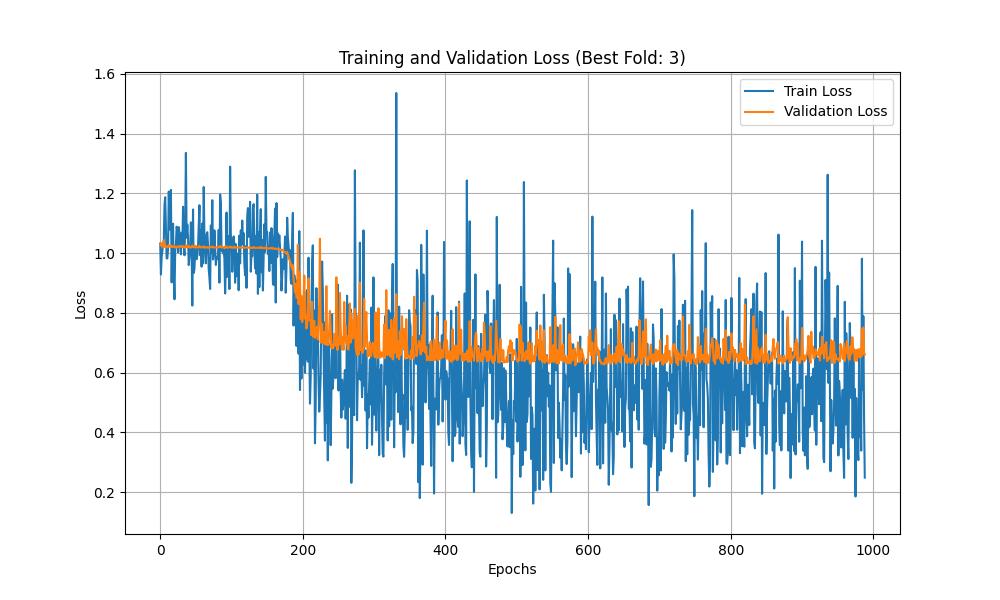 Training and Validation Loss (Best Fold: 3)
Train Loss
Validation Loss
1.6
1.4
1.2
1.0
0.8
0.6
0.4
0.2
Loss
0 200 400 600 800 1000
Epochs